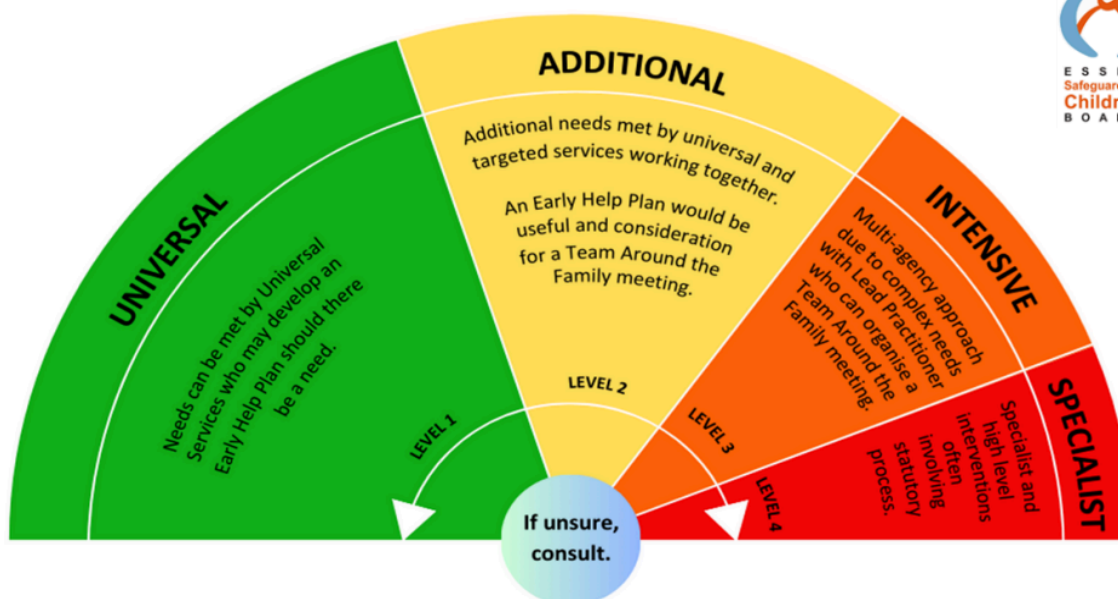 UNIVERSAL
Needs can be met by Universal
Services who may develop an
Early Help Plan should there
be a need.
LEVEL 1
ADDITIONAL
Additional needs met by universal and
targeted services working together.
An Early Help Plan would be
useful and consideration
for a Team Around the
Family meeting.
LEVEL 2
INTENSIVE
Multi-agency approach
due to complex needs
with Lead Practitioner
who can organise a
Team Around the
Family meeting.
LEVEL 3
SPECIALIST
Specialist and
high level
interventions
often
involving
statutory
process.
LEVEL 4
If unsure,
consult.